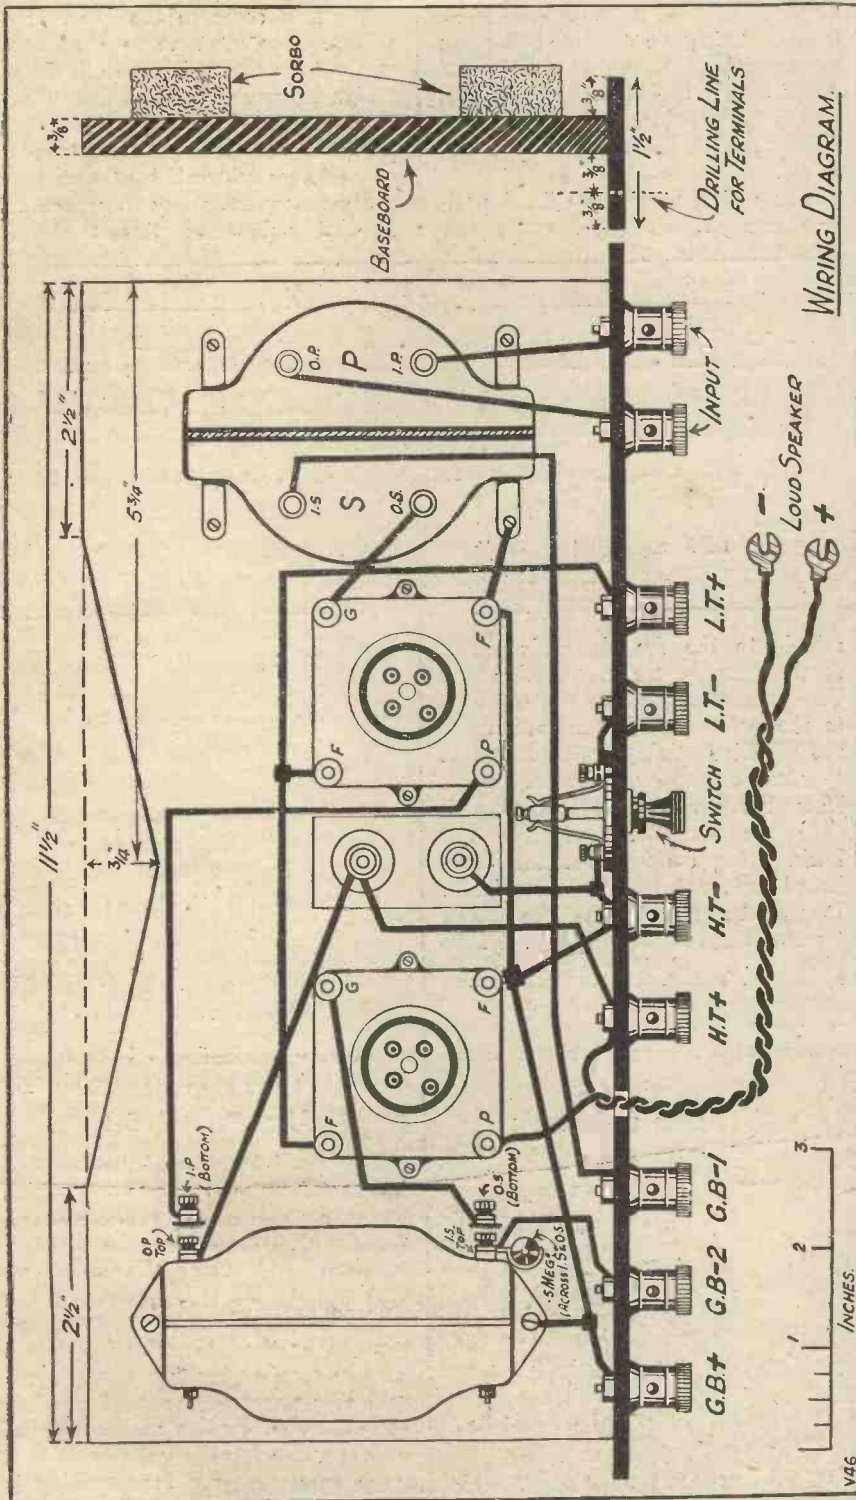 WIRING DIAGRAM.
SORBO
3/8"
BASEBOARD
3/8"
3/8"
3/8"
1 1/2"
DRILLING LINE
FOR TERMINALS
11 1/2"
2 1/2"
5 3/4"
3/4"
2 1/2"
O.P.
P
I.P.
I.S
S
O.S.
G
F
F
P
G
F
F
P
I.P
(BOTTOM)
O.P
TOP)
O.S
(BOTTOM)
I.S.
TOP
.5 MEG:
(ACROSS I.S & O.S
INPUT
L.T.+
L.T.-
SWITCH
H.T-
H.T+
G.B-1
G.B-2
G.B.+
LOUD SPEAKER
-
+
1
2
3
INCHES.
V46